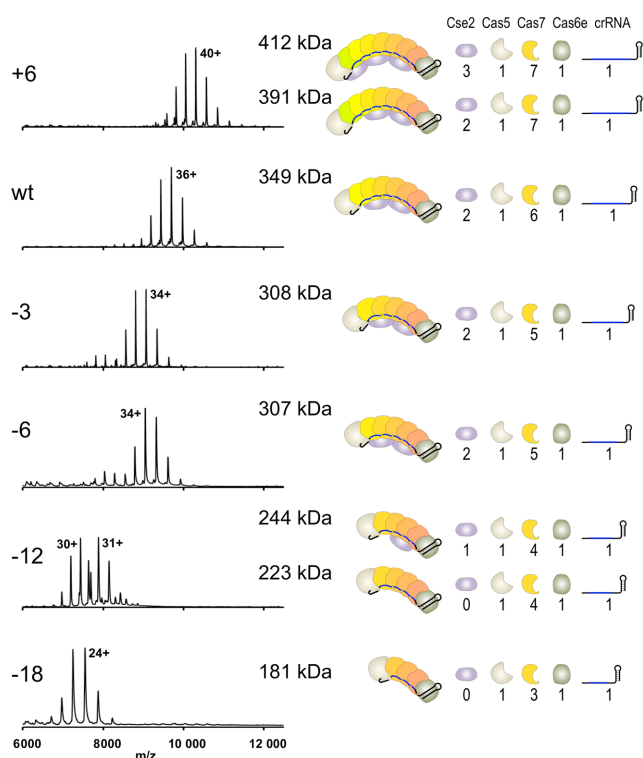 Cse2 Cas5 Cas7 Cas6e crRNA
+6
40+
412 kDa
3 1 7 1 1
391 kDa
2 1 7 1 1
wt
36+
349 kDa
2 1 6 1 1
-3
34+
308 kDa
2 1 5 1 1
-6
34+
307 kDa
2 1 5 1 1
-12
30+ 31+
244 kDa
1 1 4 1 1
223 kDa
0 1 4 1 1
-18
24+
181 kDa
0 1 3 1 1
6000 8000 10 000 12 000
m/z